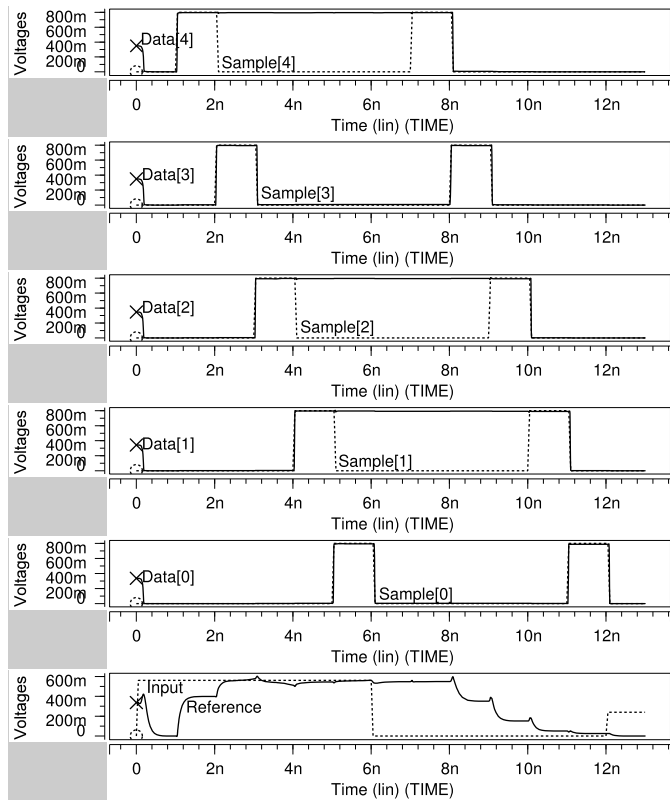 Voltages
800m
600m
400m
200m
0
Data[4]
Sample[4]
0 2n 4n 6n 8n 10n 12n
Time (lin) (TIME)
Voltages
800m
600m
400m
200m
0
Data[3]
Sample[3]
0 2n 4n 6n 8n 10n 12n
Time (lin) (TIME)
Voltages
800m
600m
400m
200m
0
Data[2]
Sample[2]
0 2n 4n 6n 8n 10n 12n
Time (lin) (TIME)
Voltages
800m
600m
400m
200m
0
Data[1]
Sample[1]
0 2n 4n 6n 8n 10n 12n
Time (lin) (TIME)
Voltages
800m
600m
400m
200m
0
Data[0]
Sample[0]
0 2n 4n 6n 8n 10n 12n
Time (lin) (TIME)
Voltages
600m
400m
200m
0
Input
Reference
0 2n 4n 6n 8n 10n 12n
Time (lin) (TIME)